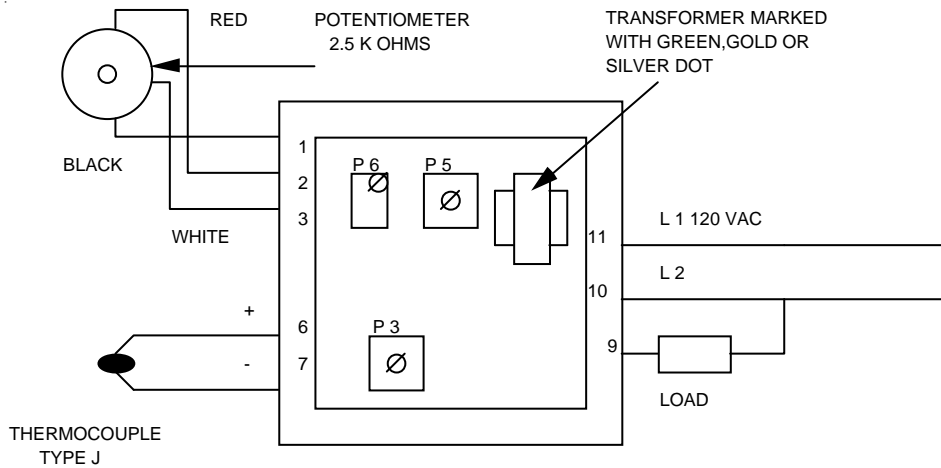 RED
POTENTIOMETER
2.5 K OHMS
TRANSFORMER MARKED
WITH GREEN,GOLD OR
SILVER DOT
BLACK
WHITE
1
2
3
P 6
P 5
11
L 1 120 VAC
10
L 2
+
6
-
7
P 3
9
LOAD
THERMOCOUPLE
TYPE J